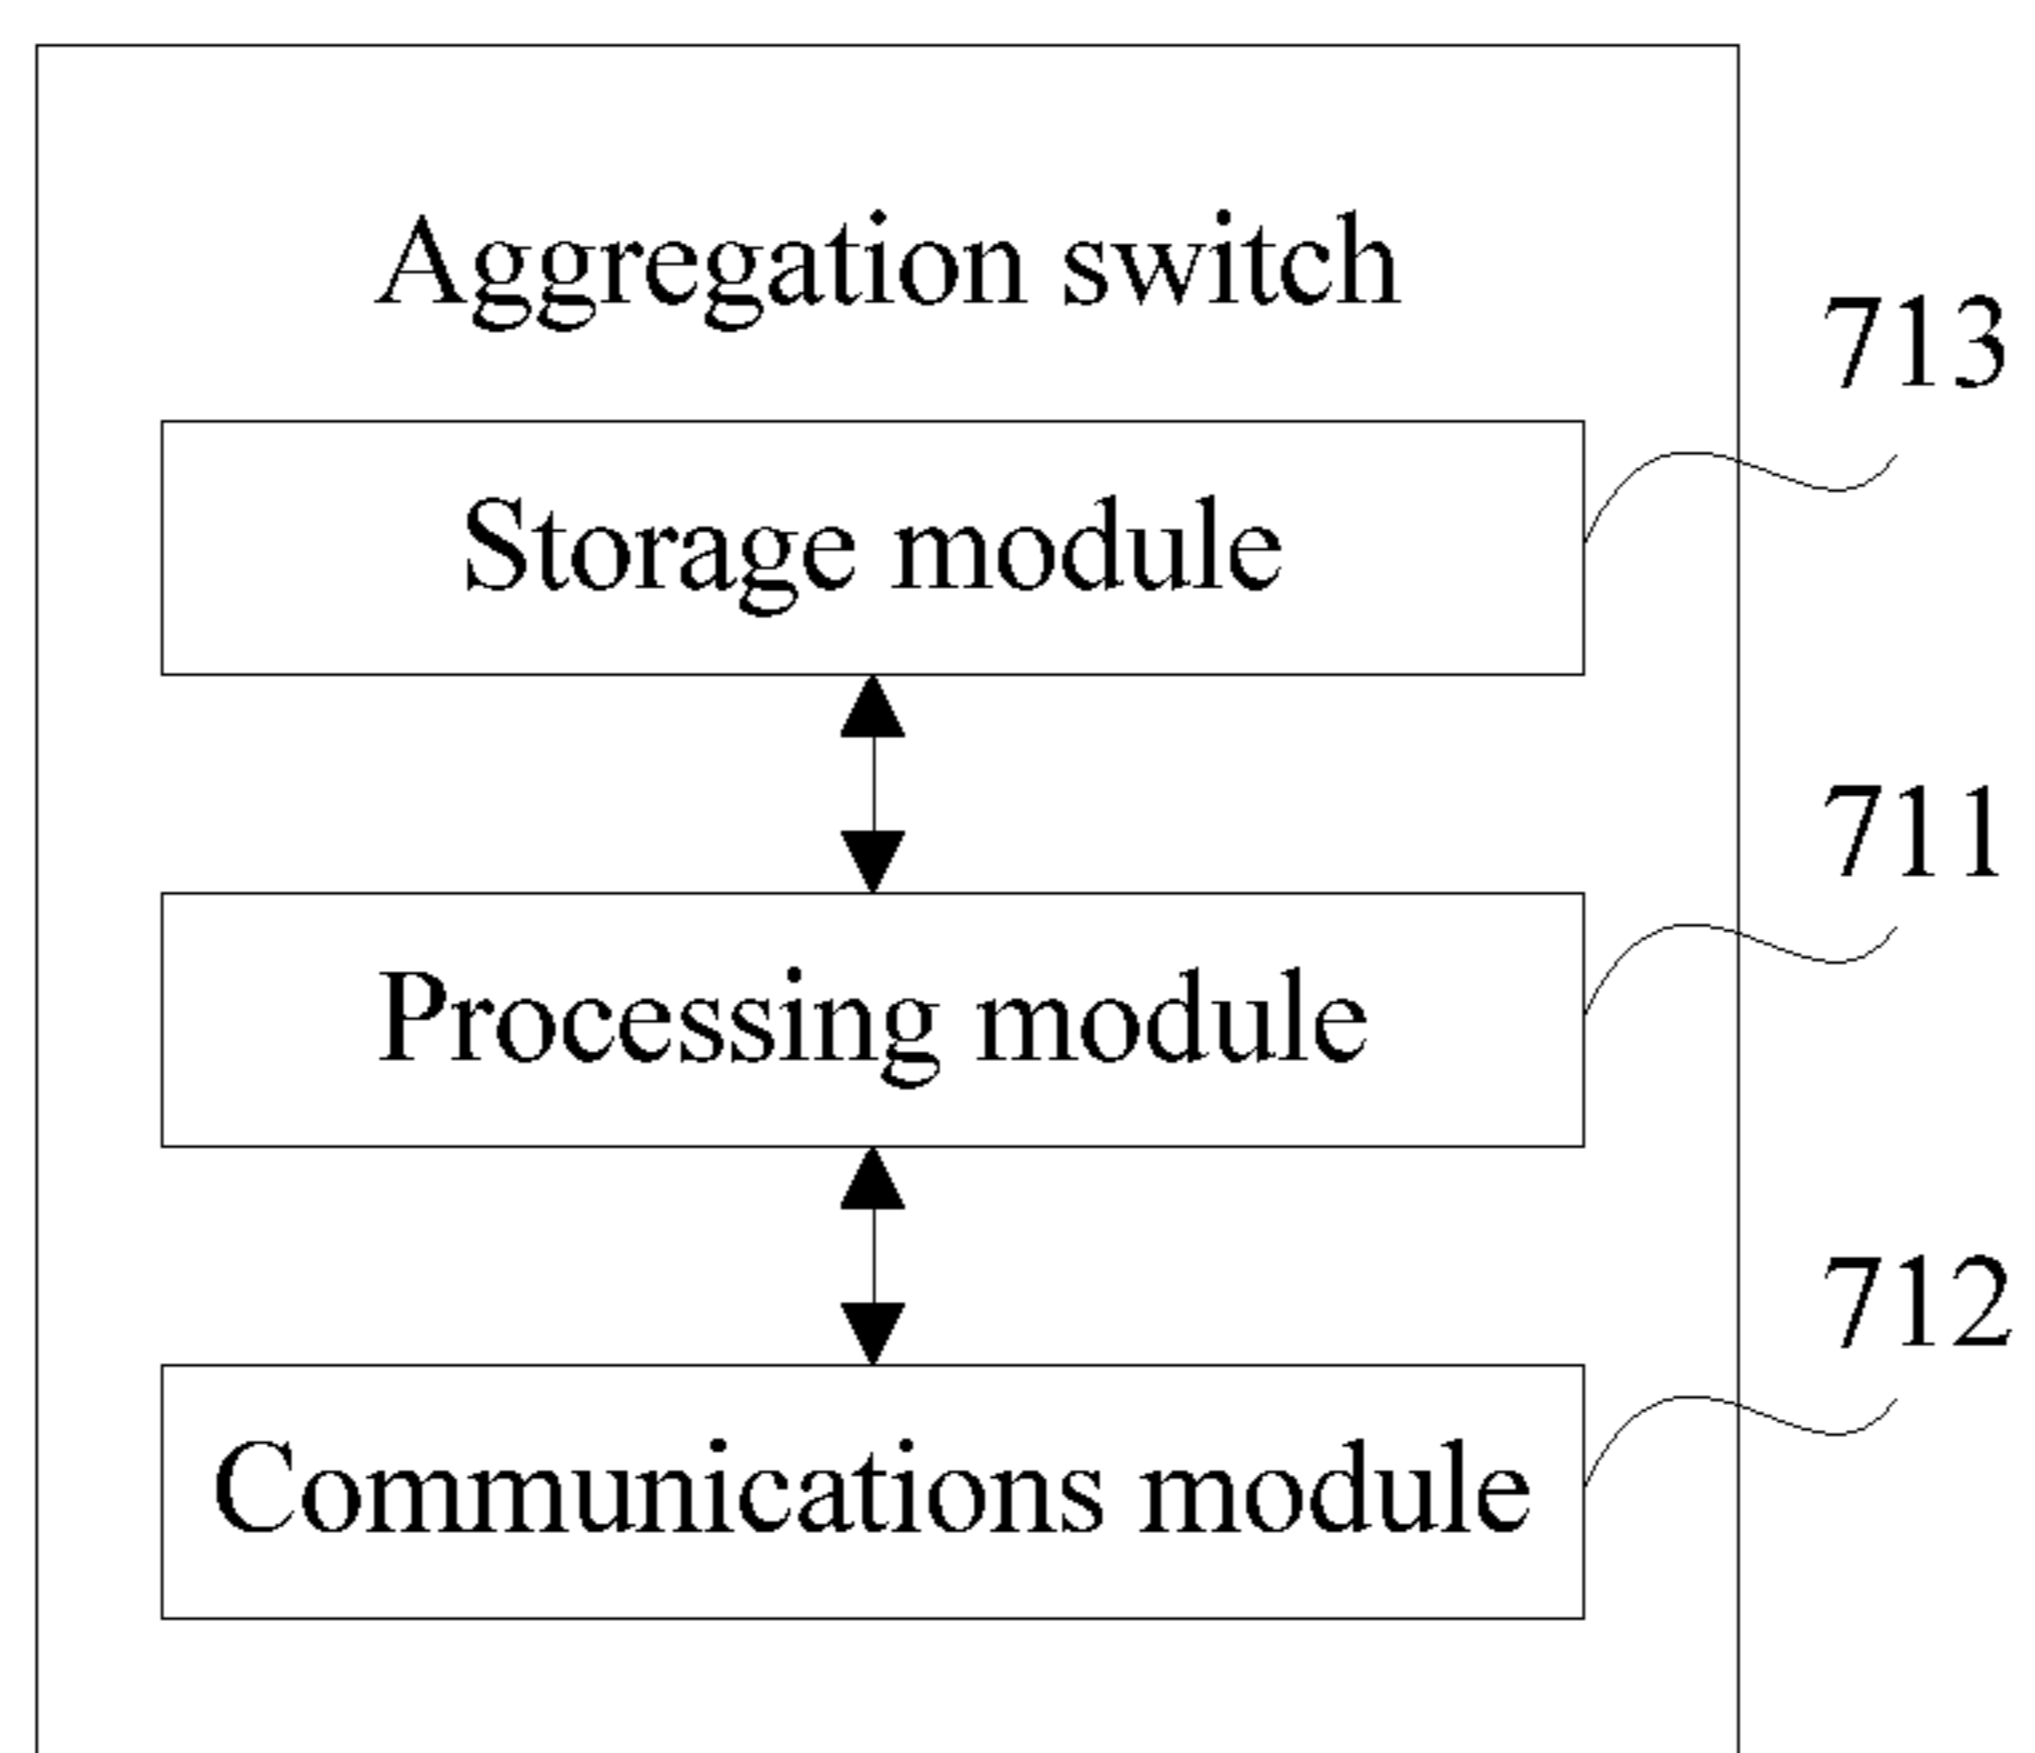 Aggregation switch
713
Storage module
711
Processing module
712
Communications module